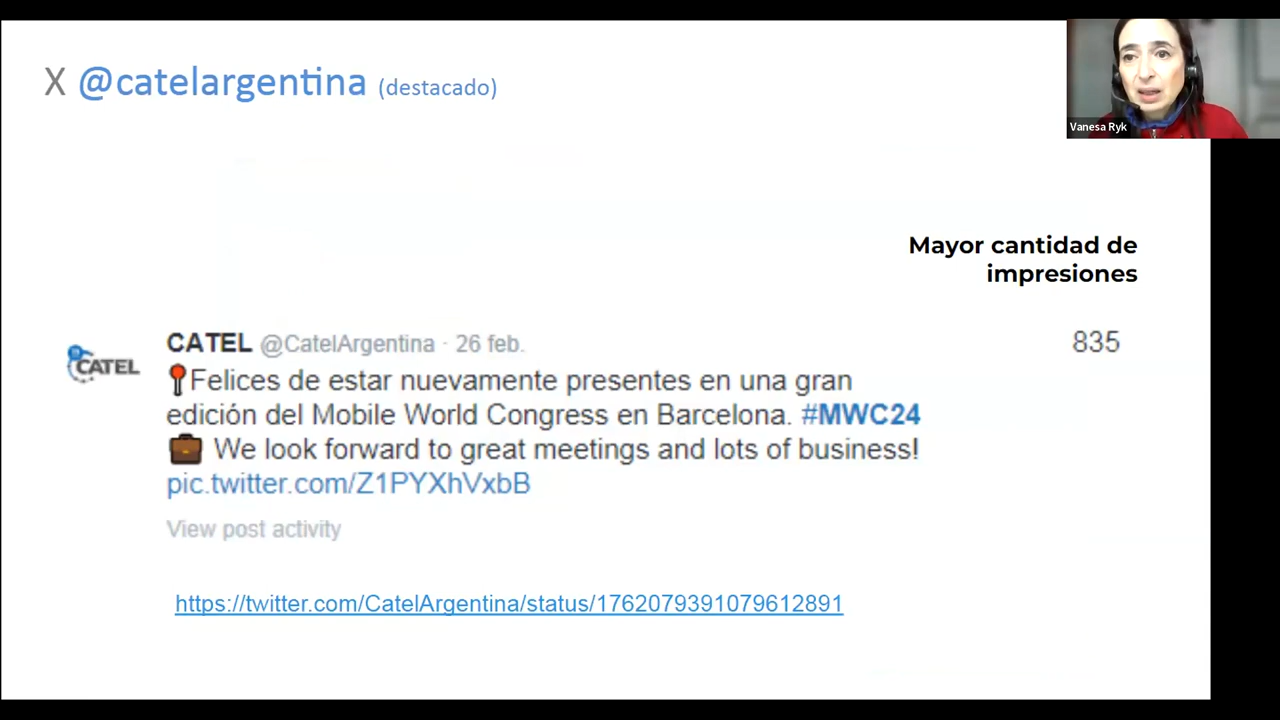 X @catelargentina (destacado)
Vanesa Ryk
Mayor cantidad de
impresiones
CATEL @CatelArgentina · 26 feb.
835
CATEL
Felices de estar nuevamente presentes en una gran
edición del Mobile World Congress en Barcelona. #MWC24
We look forward to great meetings and lots of business!
pic.twitter.com/Z1PYXhVxbB
View post activity
https://twitter.com/CatelArgentina/status/1762079391079612891